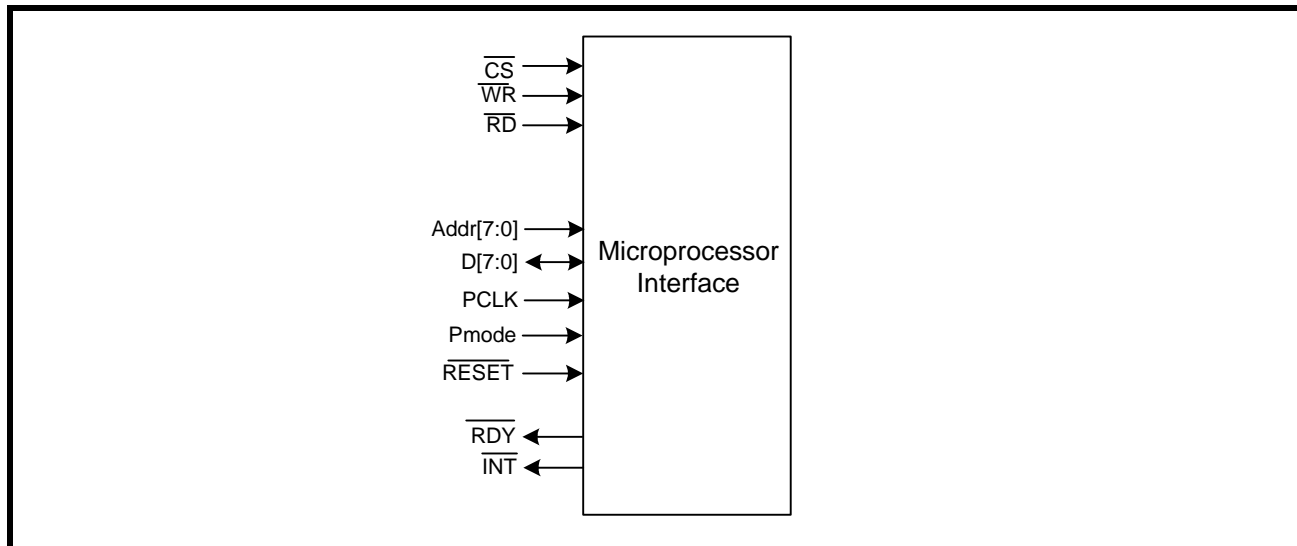 CS
WR
RD
Addr[7:0]
D[7:0]
Microprocessor
Interface
PCLK
Pmode
RESET
RDY
INT